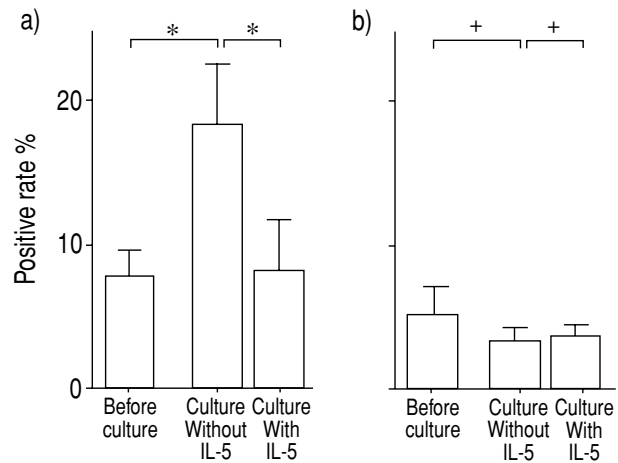 a)
* *
Positive rate %
20
10
0
Before
culture
Culture
Without
IL-5
Culture
With
IL-5
b)
+ +
Before
culture
Culture
Without
IL-5
Culture
With
IL-5